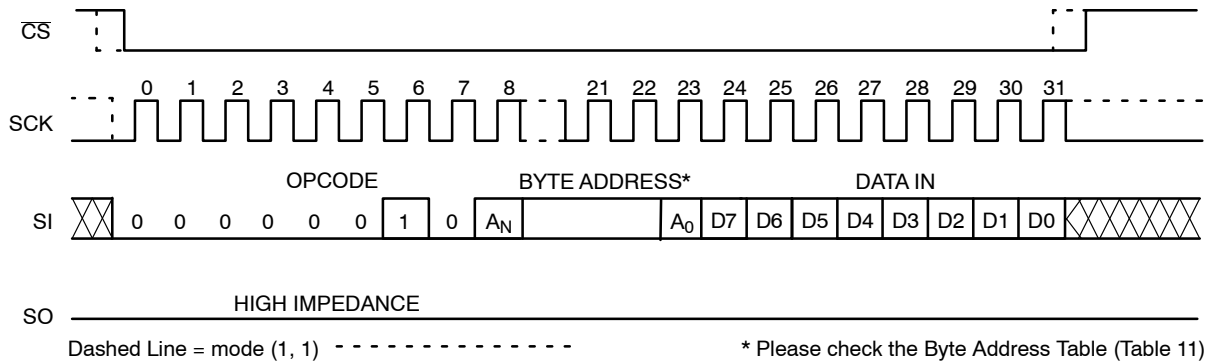 CS
0 1 2 3 4 5 6 7 8 21 22 23 24 25 26 27 28 29 30 31
SCK
OPCODE BYTE ADDRESS* DATA IN
SI 0 0 0 0 0 0 1 0 AN A0 D7 D6 D5 D4 D3 D2 D1 D0
HIGH IMPEDANCE
SO
Dashed Line = mode (1, 1) * Please check the Byte Address Table (Table 11)